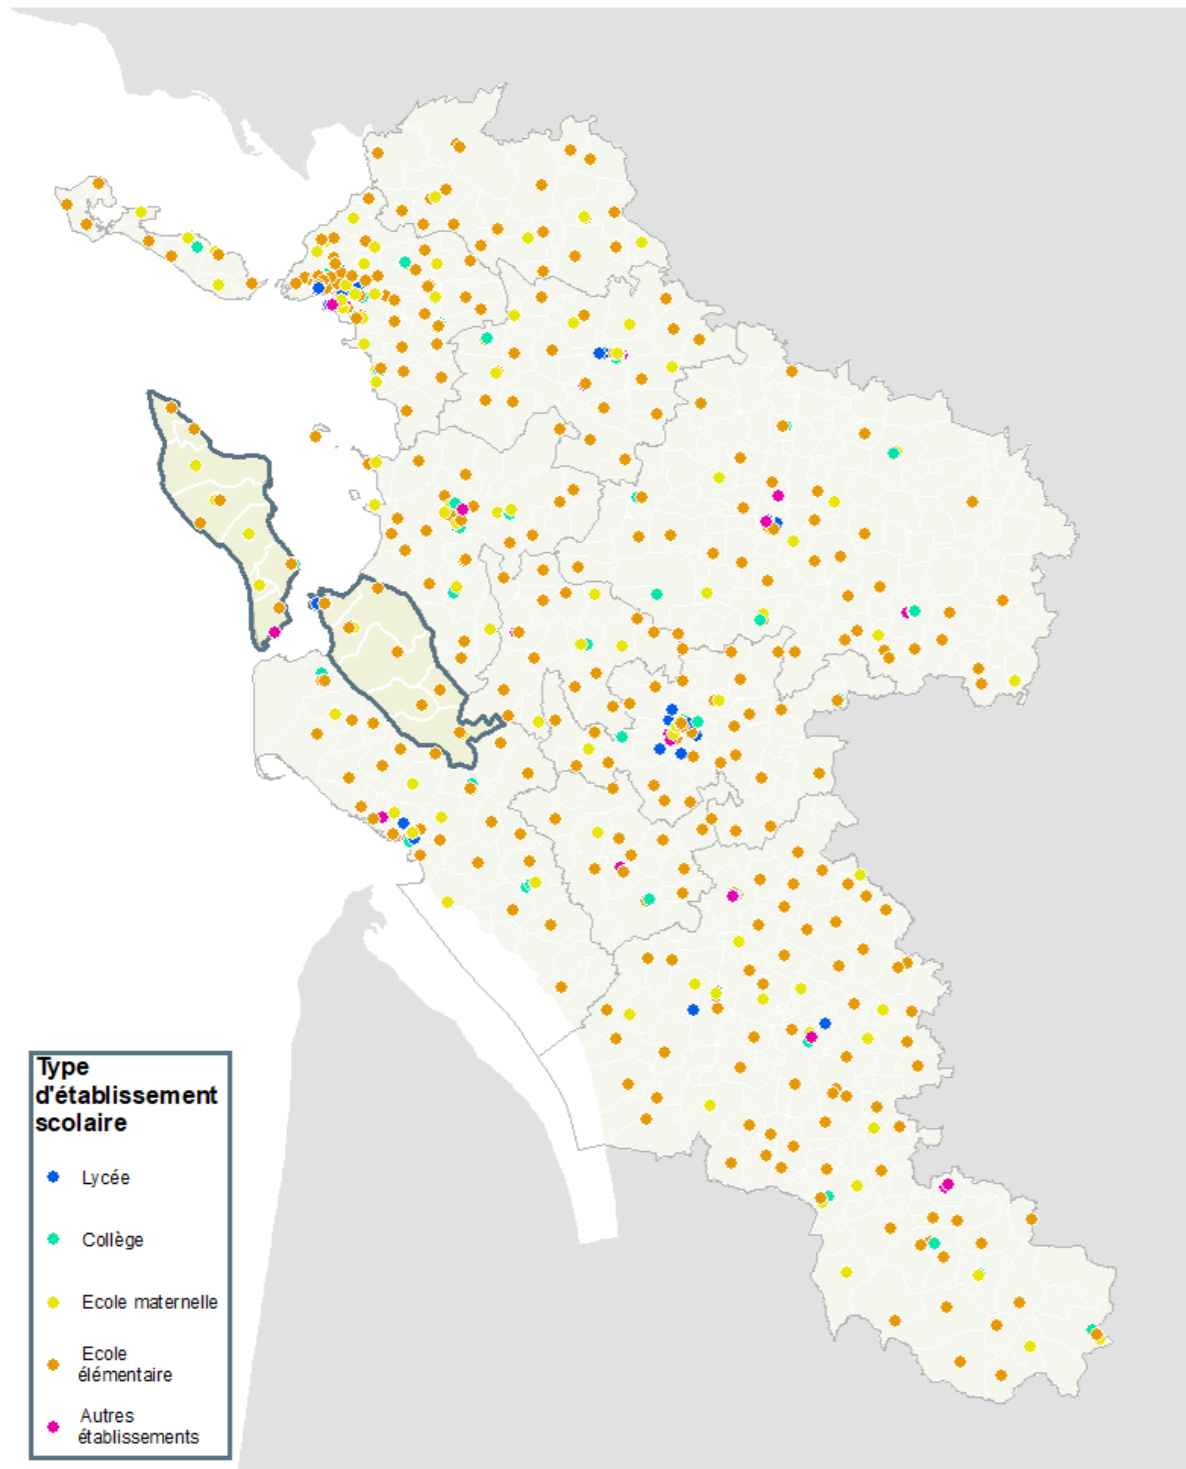 Type
d'établissement
scolaire
Lycée
Collège
Ecole maternelle
Ecole
élémentaire
Autres
établissements